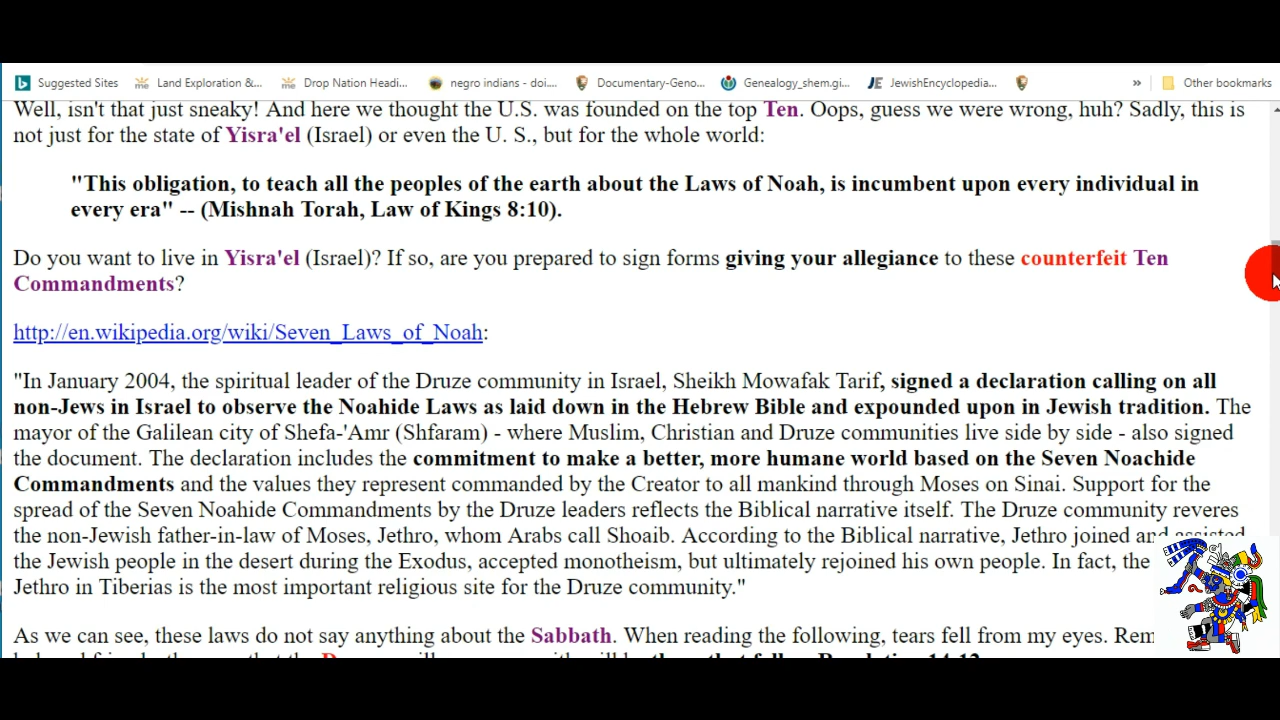 Suggested Sites Land Exploration &... Drop Nation Headi... negro indians - doi... Documentary-Geno... Genealogy_shem.gi... JewishEncyclopedia... » Other bookmarks
Well, isn't that just sneaky! And here we thought the U.S. was founded on the top Ten. Oops, guess we were wrong, huh? Sadly, this is
not just for the state of Yisra'el (Israel) or even the U. S., but for the whole world:
"This obligation, to teach all the peoples of the earth about the Laws of Noah, is incumbent upon every individual in
every era" -- (Mishnah Torah, Law of Kings 8:10).
Do you want to live in Yisra'el (Israel)? If so, are you prepared to sign forms giving your allegiance to these counterfeit Ten
Commandments?
http://en.wikipedia.org/wiki/Seven_Laws_of_Noah:
"In January 2004, the spiritual leader of the Druze community in Israel, Sheikh Mowafak Tarif, signed a declaration calling on all
non-Jews in Israel to observe the Noahide Laws as laid down in the Hebrew Bible and expounded upon in Jewish tradition. The
mayor of the Galilean city of Shefa-'Amr (Shfaram) - where Muslim, Christian and Druze communities live side by side - also signed
the document. The declaration includes the commitment to make a better, more humane world based on the Seven Noachide
Commandments and the values they represent commanded by the Creator to all mankind through Moses on Sinai. Support for the
spread of the Seven Noahide Commandments by the Druze leaders reflects the Biblical narrative itself. The Druze community reveres
the non-Jewish father-in-law of Moses, Jethro, whom Arabs call Shoaib. According to the Biblical narrative, Jethro joined and assisted
the Jewish people in the desert during the Exodus, accepted monotheism, but ultimately rejoined his own people. In fact, the
Jethro in Tiberias is the most important religious site for the Druze community."
As we can see, these laws do not say anything about the Sabbath. When reading the following, tears fell from my eyes. Rem